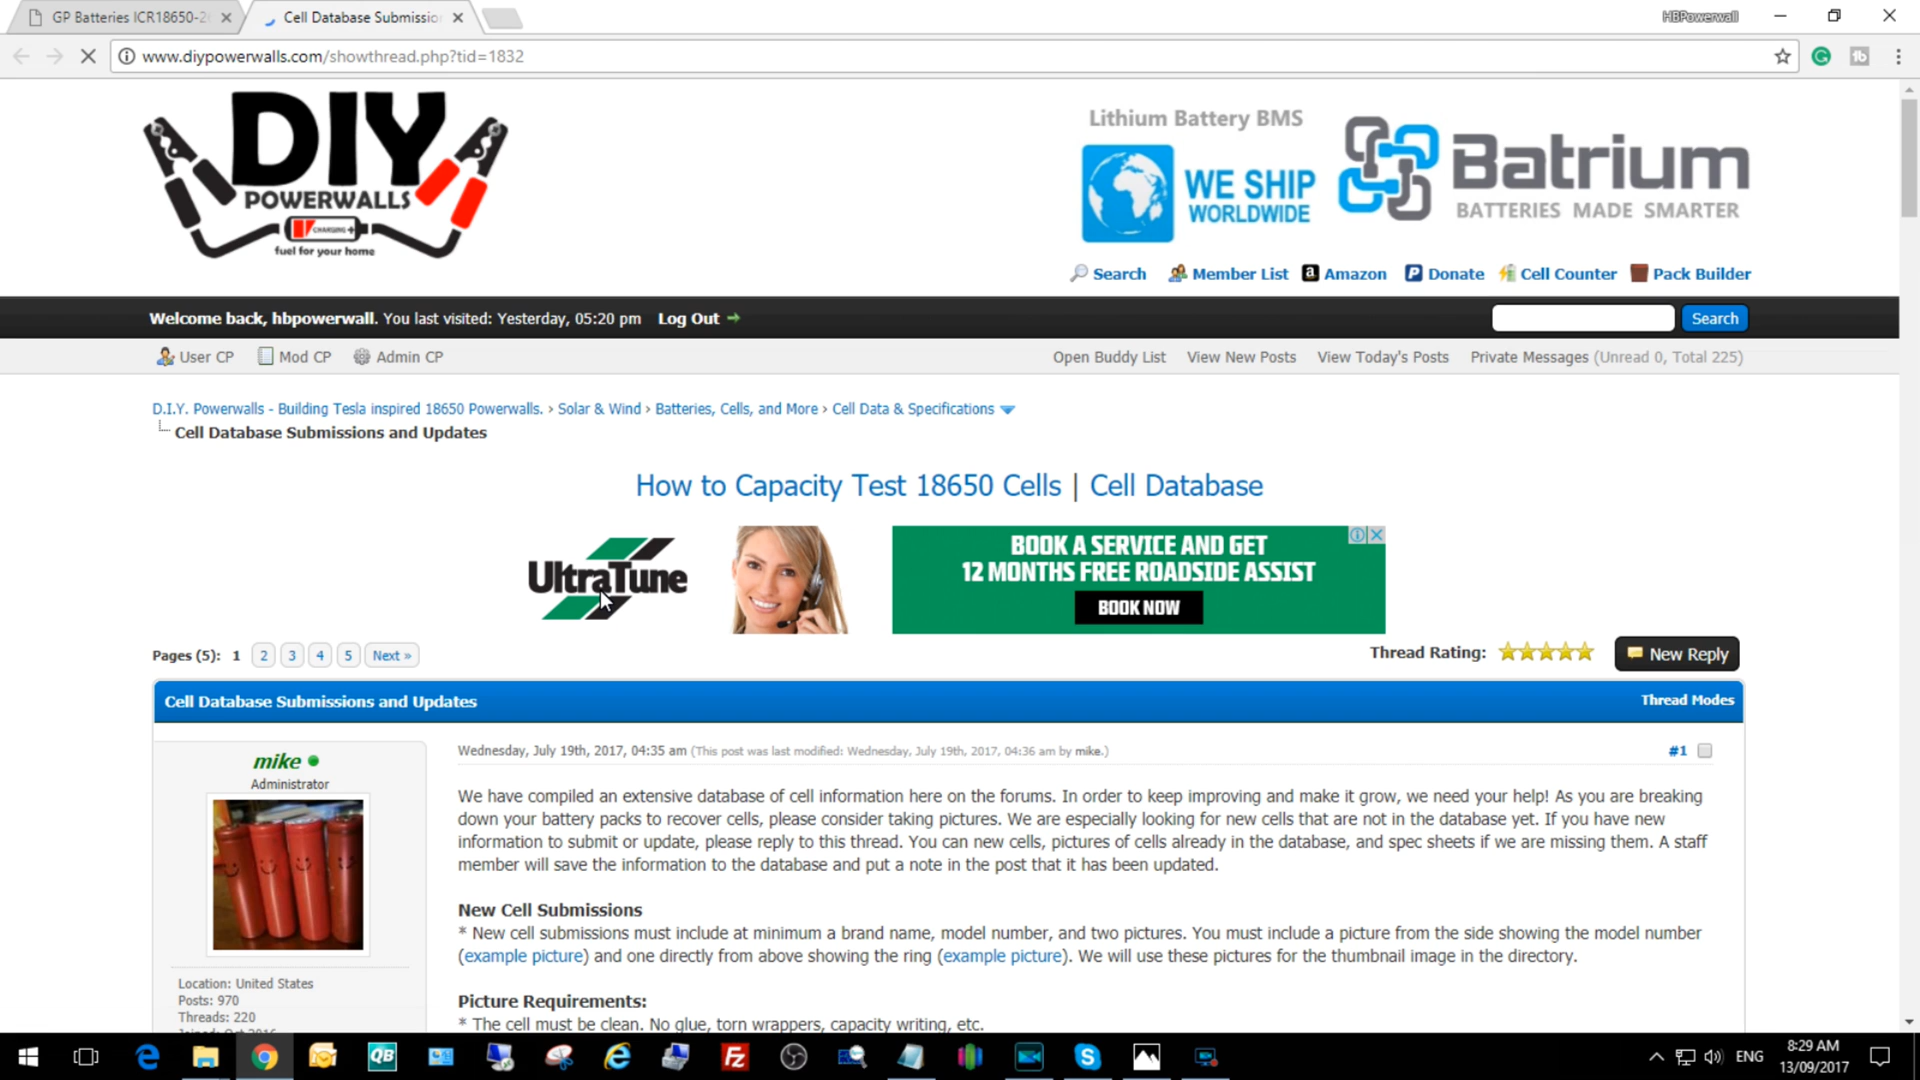 GP Batteries ICR18650-2
Cell Database Submissio
HBPowerwall
www.diypowerwalls.com/showthread.php?tid=1832
DIY
POWERWALLS
CHARGING +
fuel for your home
Lithium Battery BMS
WE SHIP
WORLDWIDE
Batrium
BATTERIES MADE SMARTER
Search Member List Amazon Donate Cell Counter Pack Builder
Welcome back, hbpowerwall. You last visited: Yesterday, 05:20 pm Log Out
Search
User CP Mod CP Admin CP
Open Buddy List View New Posts View Today's Posts Private Messages (Unread 0, Total 225)
D.I.Y. Powerwalls - Building Tesla inspired 18650 Powerwalls. › Solar & Wind › Batteries, Cells, and More › Cell Data & Specifications
Cell Database Submissions and Updates
How to Capacity Test 18650 Cells | Cell Database
UltraTune
BOOK A SERVICE AND GET
12 MONTHS FREE ROADSIDE ASSIST
BOOK NOW
Pages (5): 1 2 3 4 5 Next »
Thread Rating:
New Reply
Cell Database Submissions and Updates
Thread Modes
mike
Administrator
Location: United States
Posts: 970
Threads: 220
Joined: Oct 2016
Wednesday, July 19th, 2017, 04:35 am (This post was last modified: Wednesday, July 19th, 2017, 04:36 am by mike.)
#1
We have compiled an extensive database of cell information here on the forums. In order to keep improving and make it grow, we need your help! As you are breaking
down your battery packs to recover cells, please consider taking pictures. We are especially looking for new cells that are not in the database yet. If you have new
information to submit or update, please reply to this thread. You can new cells, pictures of cells already in the database, and spec sheets if we are missing them. A staff
member will save the information to the database and put a note in the post that it has been updated.
New Cell Submissions
* New cell submissions must include at minimum a brand name, model number, and two pictures. You must include a picture from the side showing the model number
(example picture) and one directly from above showing the ring (example picture). We will use these pictures for the thumbnail image in the directory.
Picture Requirements:
* The cell must be clean. No glue, torn wrappers, capacity writing, etc.
QB
Fz
ENG
8:29 AM
13/09/2017